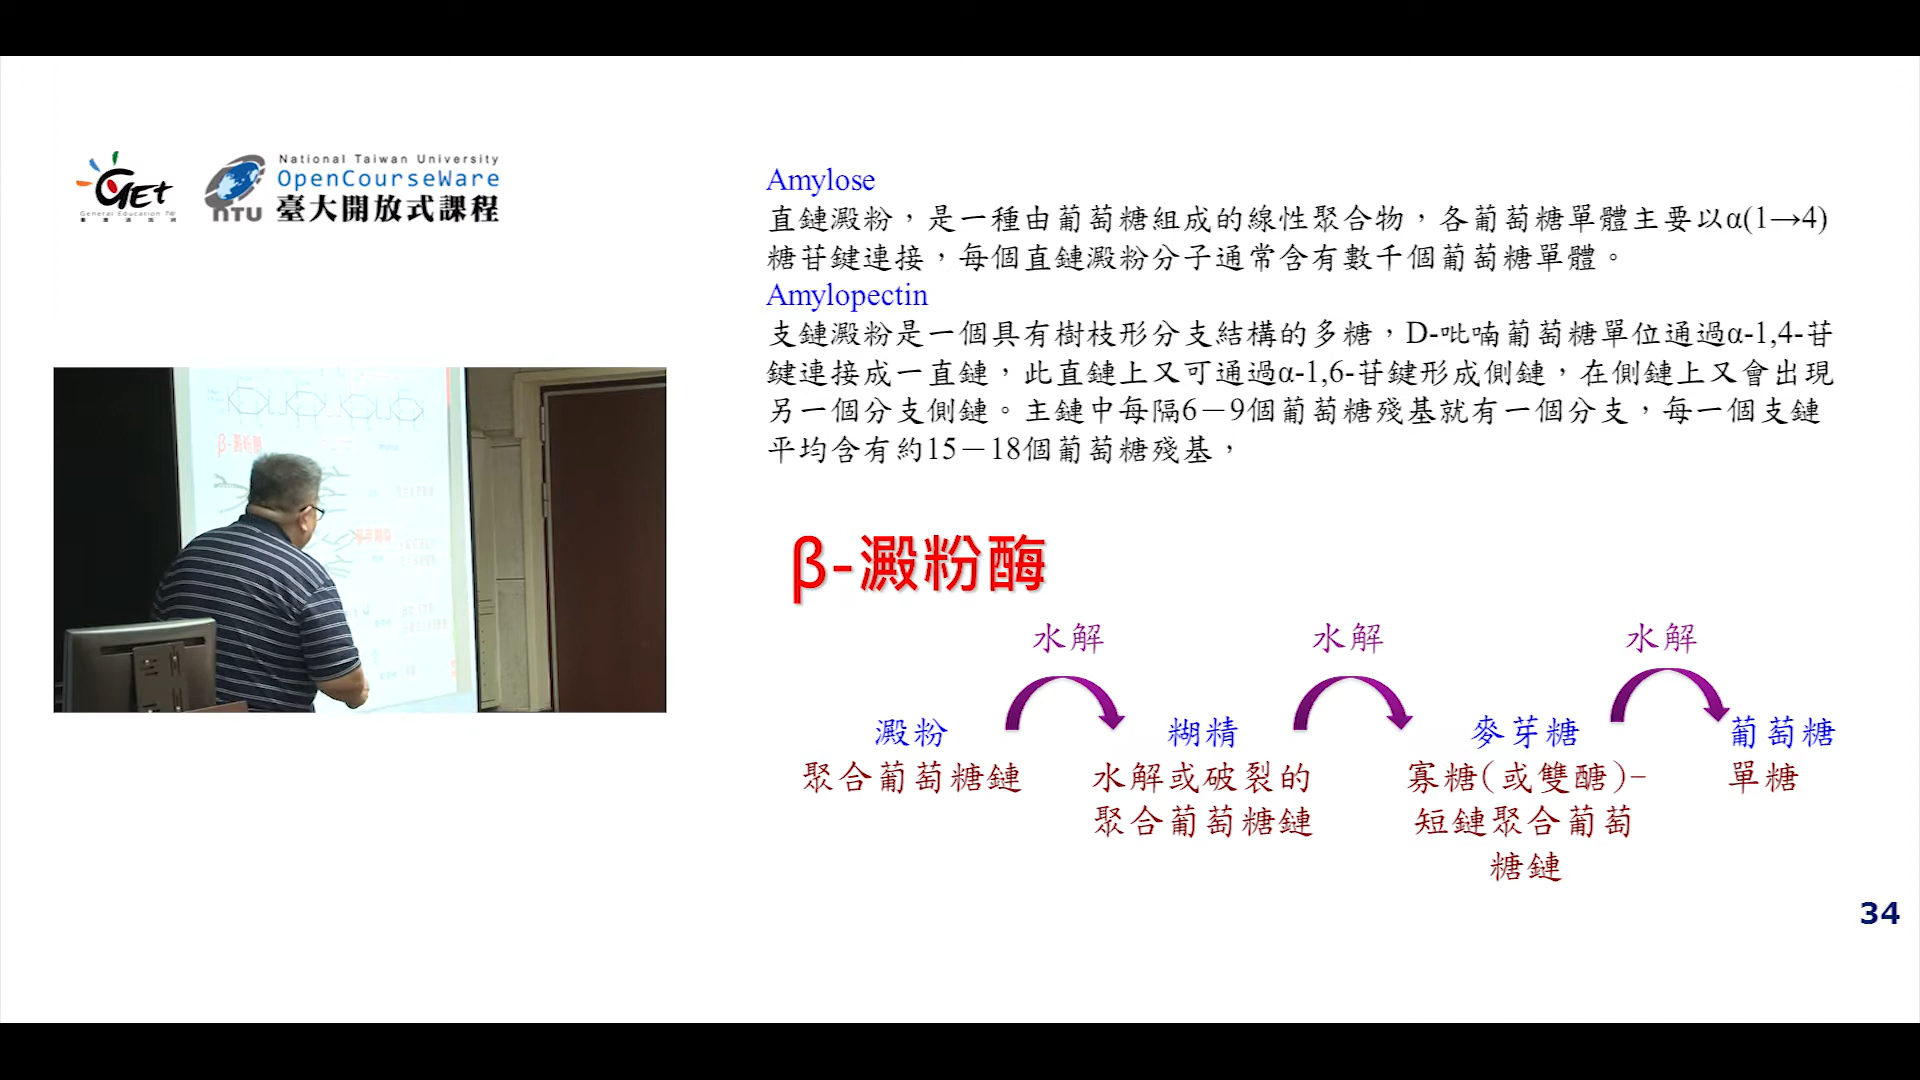 GEt
General Education TW
National Taiwan University
OpenCourseWare
NTU
臺大開放式課程
Amylose
直鏈澱粉，是一種由葡萄糖組成的線性聚合物，各葡萄糖單體主要以α(1→4)
糖苷鍵連接，每個直鏈澱粉分子通常含有數千個葡萄糖單體。
Amylopectin
支鏈澱粉是一個具有樹枝形分支結構的多糖，D-吡喃葡萄糖單位通過α-1,4-苷
鍵連接成一直鏈，此直鏈上又可通過α-1,6-苷鍵形成側鏈，在側鏈上又會出現
另一個分支側鏈。主鏈中每隔6－9個葡萄糖殘基就有一個分支，每一個支鏈
平均含有約15－18個葡萄糖殘基，
β-澱粉酶
β-澱粉酶
水解 水解 水解
澱粉 糊精 麥芽糖 葡萄糖
聚合葡萄糖鏈 水解或破裂的 寡糖(或雙醣)- 單糖
聚合葡萄糖鏈 短鏈聚合葡萄
糖鏈
34